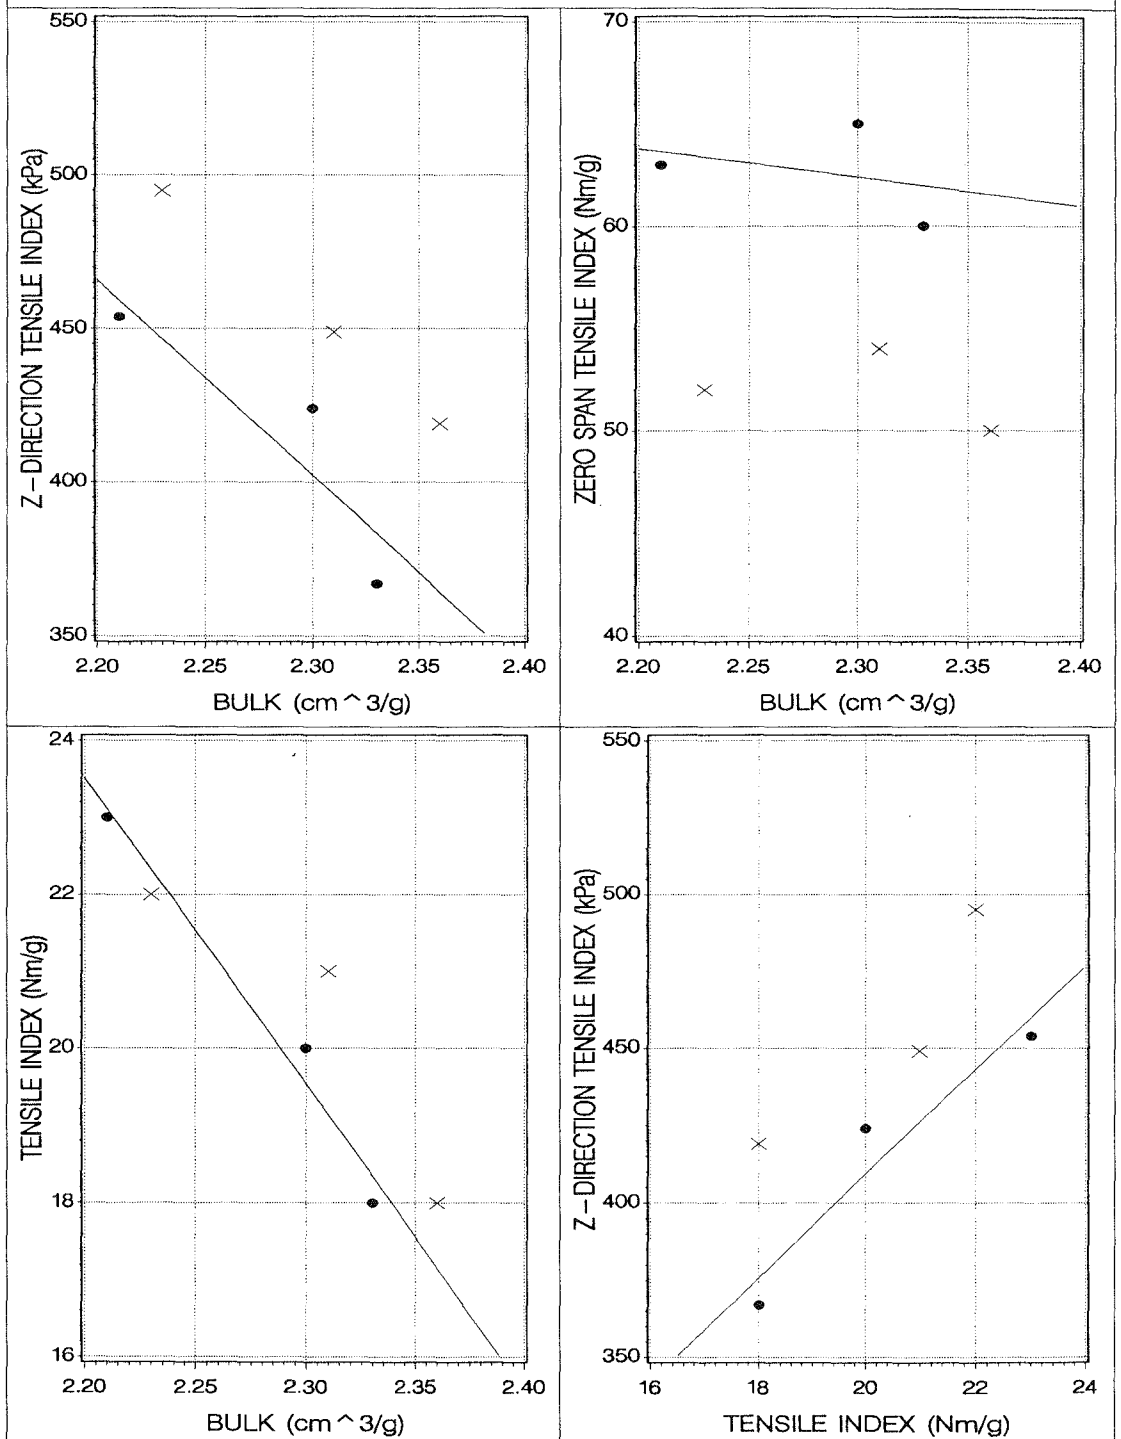 550
500
450
400
350
Z-DIRECTION TENSILE INDEX (kPa)
2.20 2.25 2.30 2.35 2.40
BULK (cm^3/g)
70
60
50
40
ZERO SPAN TENSILE INDEX (Nm/g)
2.20 2.25 2.30 2.35 2.40
BULK (cm^3/g)
24
22
20
18
16
TENSILE INDEX (Nm/g)
2.20 2.25 2.30 2.35 2.40
BULK (cm^3/g)
550
500
450
400
350
Z-DIRECTION TENSILE INDEX (kPa)
16 18 20 22 24
TENSILE INDEX (Nm/g)